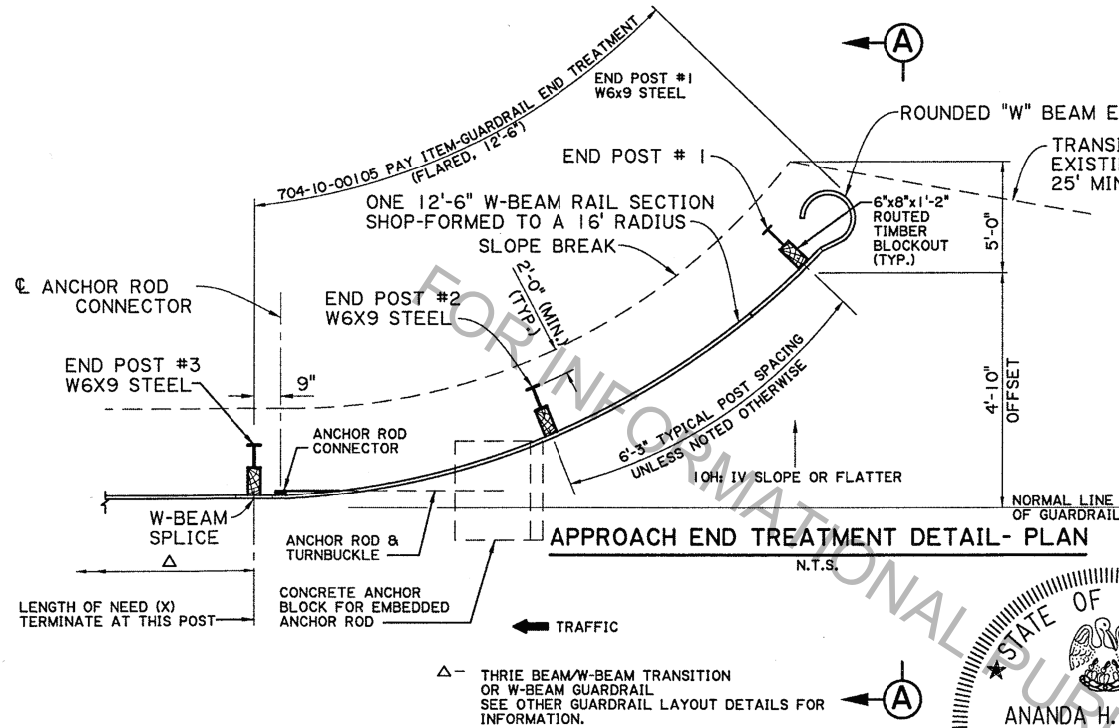 704-10-00105 PAY ITEM-GUARDRAIL END TREATMENT
(FLARED, 12'-6")
END POST #1
W6x9 STEEL
A
ROUNDED "W" BEAM E
END POST # 1
TRANSI
EXISTIN
25' MIN
ONE 12'-6" W-BEAM RAIL SECTION
SHOP-FORMED TO A 16' RADIUS
SLOPE BREAK
6"x8"x1'-2"
ROUTED
TIMBER
BLOCKOUT
(TYP.)
5'-0"
℄ ANCHOR ROD
CONNECTOR
END POST #2
W6X9 STEEL
2'-0" (MIN.)
(TYP.)
END POST #3
W6X9 STEEL
9"
ANCHOR ROD
CONNECTOR
6'-3" TYPICAL POST SPACING
UNLESS NOTED OTHERWISE
4'-10"
OFFSET
10H: 1V SLOPE OR FLATTER
W-BEAM
SPLICE
NORMAL LINE
OF GUARDRAIL
ANCHOR ROD &
TURNBUCKLE
APPROACH END TREATMENT DETAIL- PLAN
N.T.S.
Δ
LENGTH OF NEED (X)
TERMINATE AT THIS POST
CONCRETE ANCHOR
BLOCK FOR EMBEDDED
ANCHOR ROD
TRAFFIC
Δ - THRIE BEAM/W-BEAM TRANSITION
OR W-BEAM GUARDRAIL
SEE OTHER GUARDRAIL LAYOUT DETAILS FOR
INFORMATION.
A
STATE OF
ANANDA H.
FOR INFORMATIONAL PUR